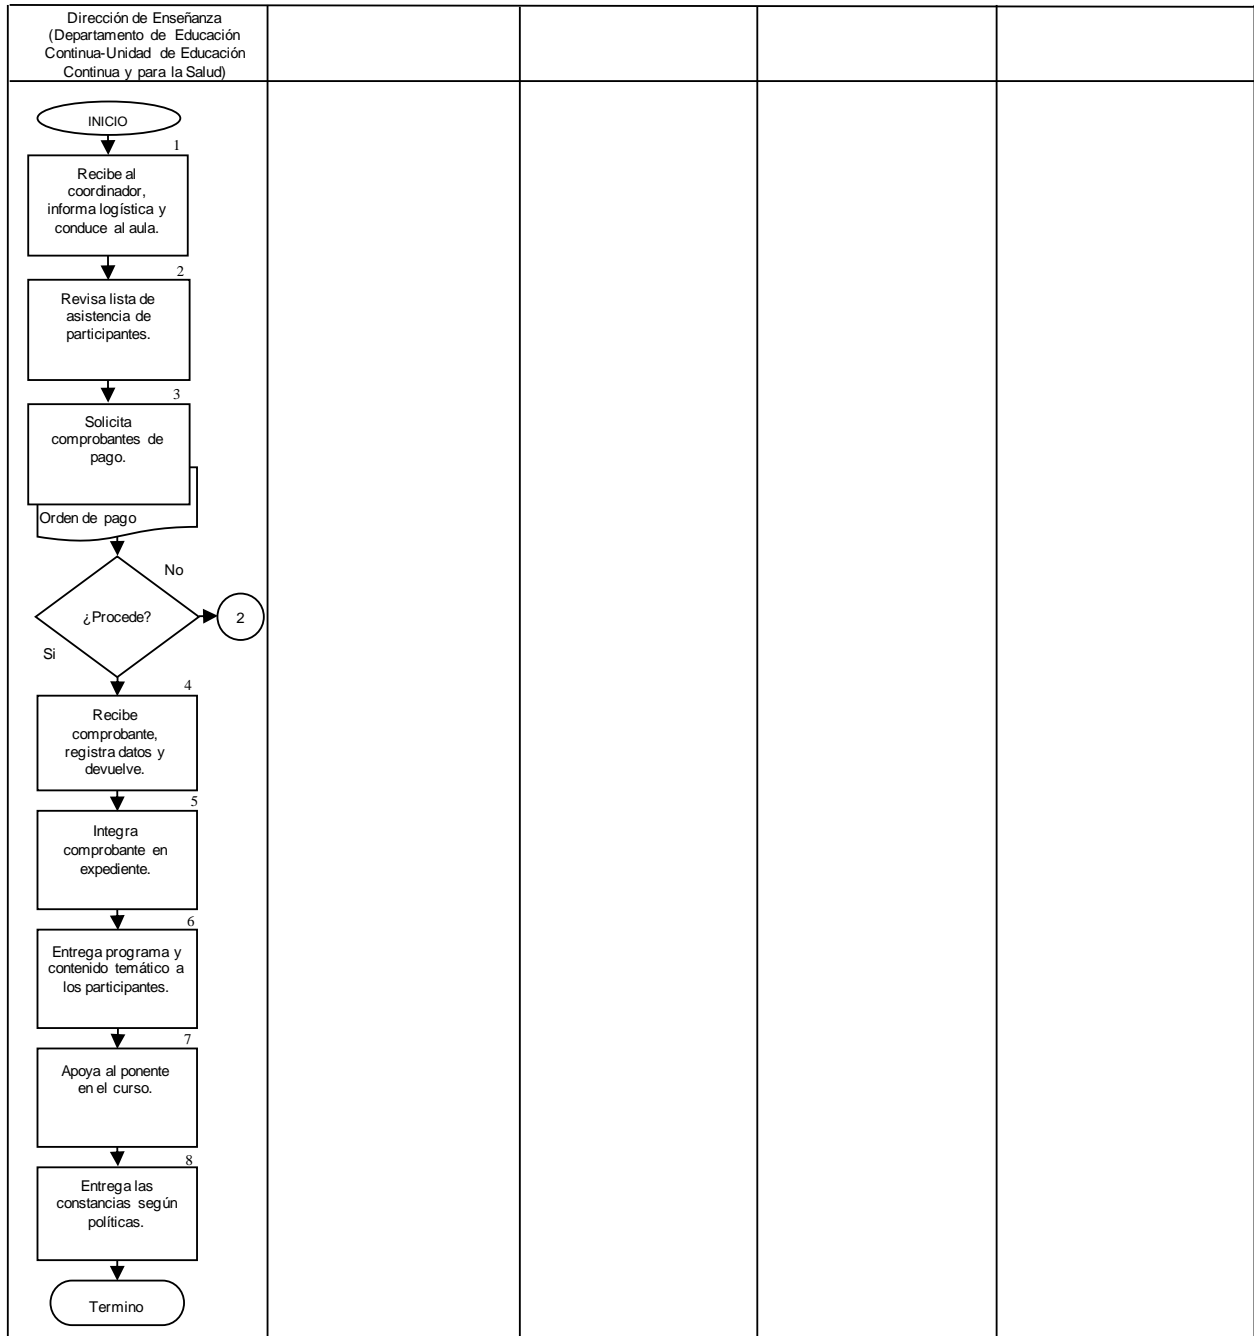 Dirección de Enseñanza
(Departamento de Educación
Continua-Unidad de Educación
Continua y para la Salud)
INICIO
1
Recibe al
coordinador,
informa logística y
conduce al aula.
2
Revisa lista de
asistencia de
participantes.
3
Solicita
comprobantes de
pago.
Orden de pago
No
¿Procede?
2
Si
4
Recibe
comprobante,
registra datos y
devuelve.
5
Integra
comprobante en
expediente.
6
Entrega programa y
contenido temático a
los participantes.
7
Apoya al ponente
en el curso.
8
Entrega las
constancias según
políticas.
Termino